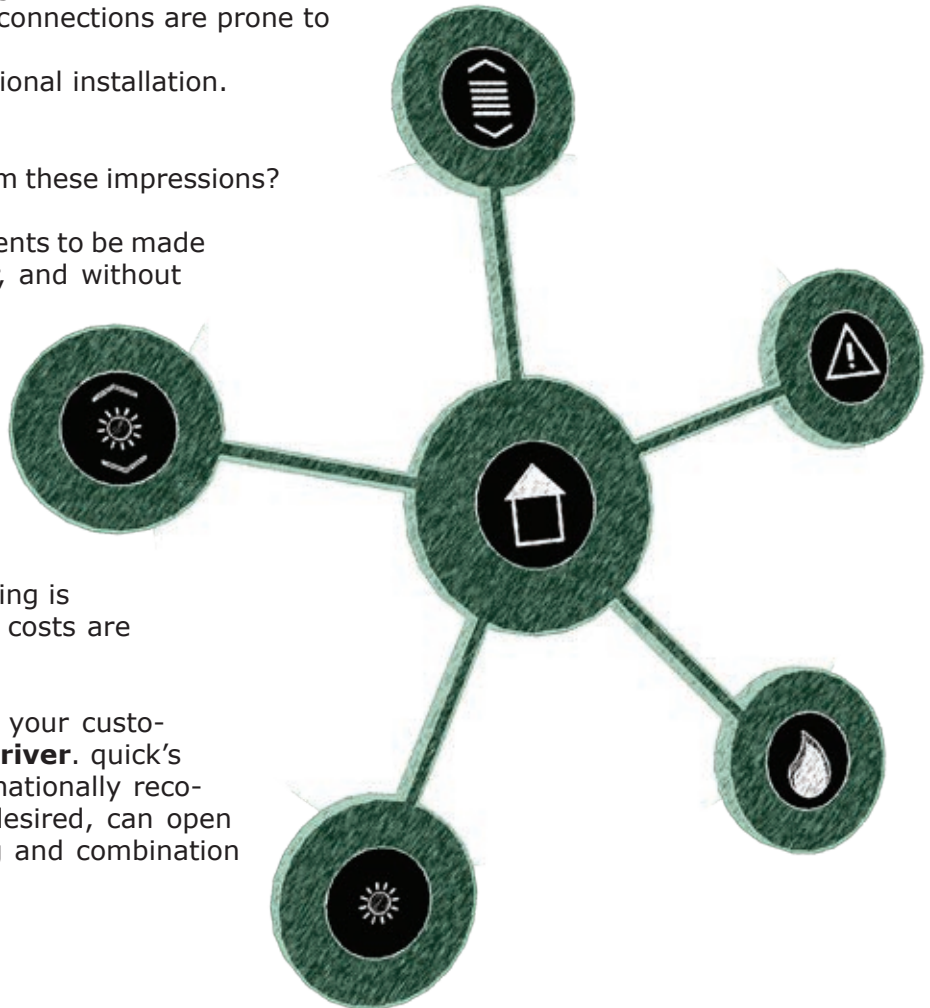 connections are prone to
ional installation.
m these impressions?
ents to be made
, and without
ing is
costs are
your custo-
river. quick's
nationally reco-
desired, can open
and combination